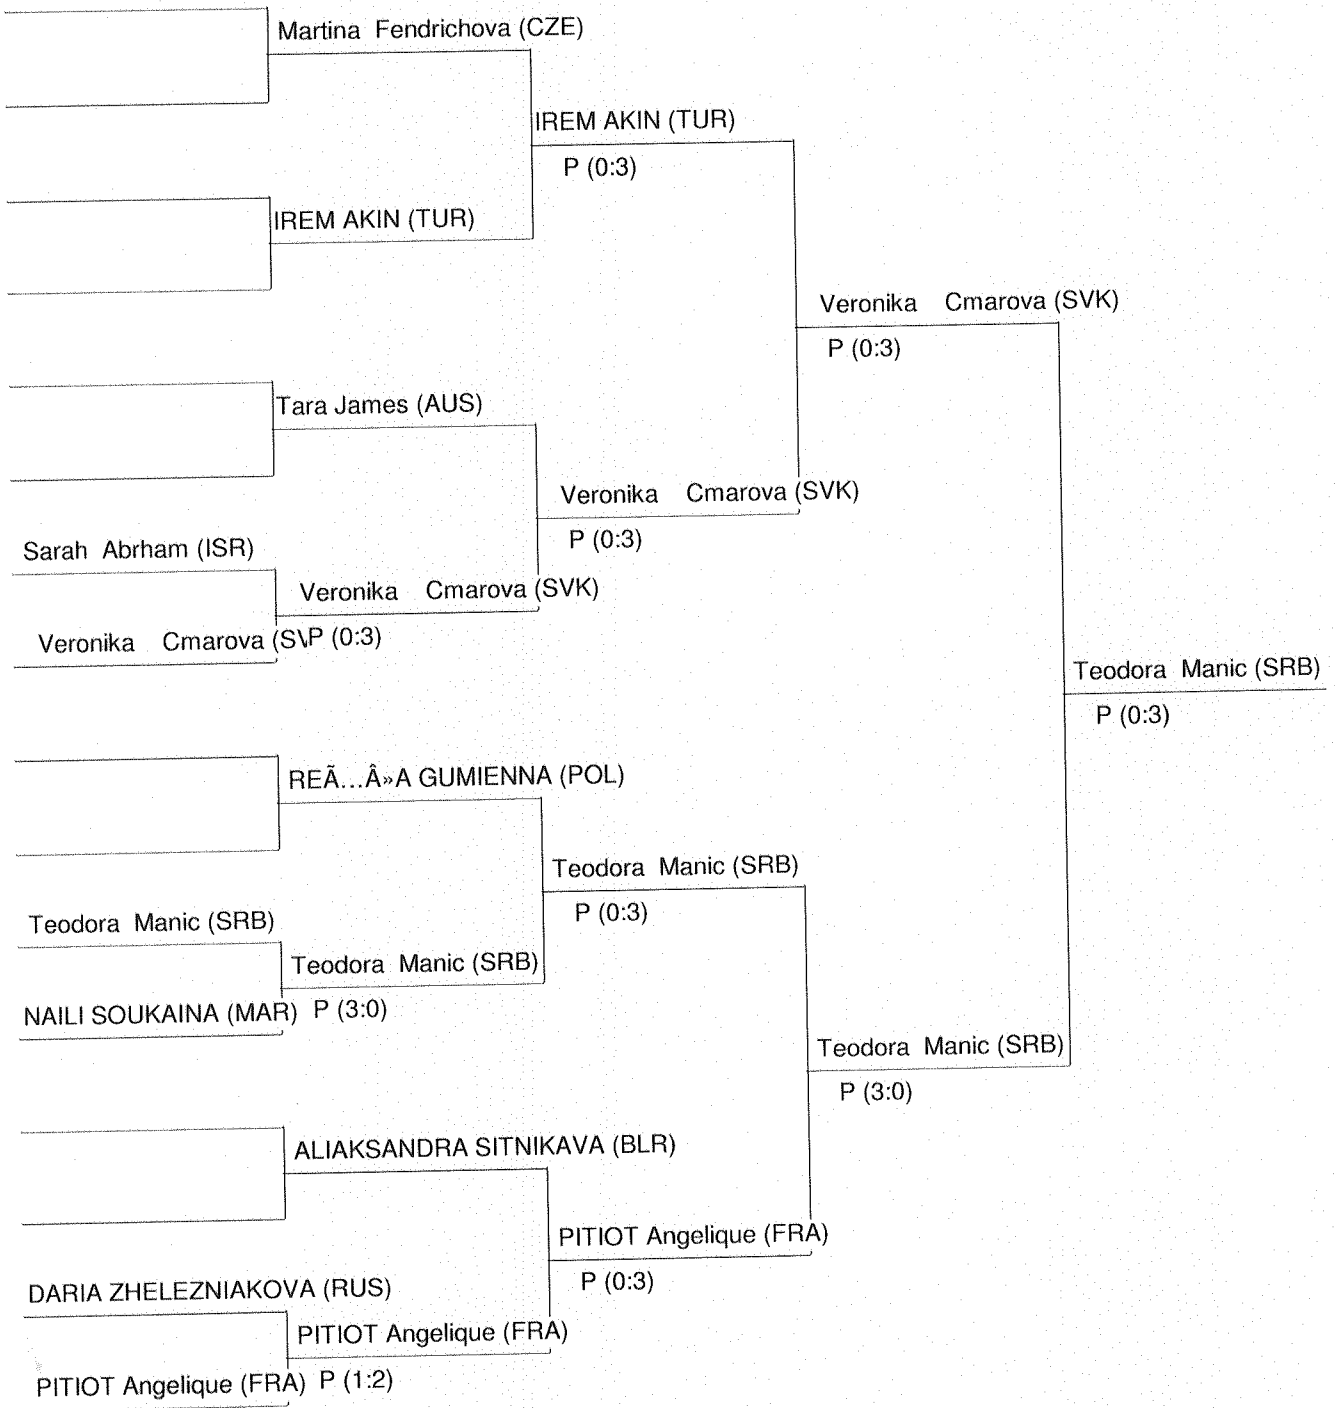 Martina Fendrichova (CZE)
IREM AKIN (TUR)
P (0:3)
IREM AKIN (TUR)
Veronika Cmarova (SVK)
P (0:3)
Tara James (AUS)
Veronika Cmarova (SVK)
P (0:3)
Sarah Abrham (ISR)
Veronika Cmarova (SVK)
Veronika Cmarova (SVP (0:3)
Teodora Manic (SRB)
P (0:3)
REÃ…Â»A GUMIENNA (POL)
Teodora Manic (SRB)
P (0:3)
Teodora Manic (SRB)
Teodora Manic (SRB)
NAILI SOUKAINA (MAR) P (3:0)
Teodora Manic (SRB)
P (3:0)
ALIAKSANDRA SITNIKAVA (BLR)
PITIOT Angelique (FRA)
P (0:3)
DARIA ZHELEZNIAKOVA (RUS)
PITIOT Angelique (FRA)
PITIOT Angelique (FRA) P (1:2)